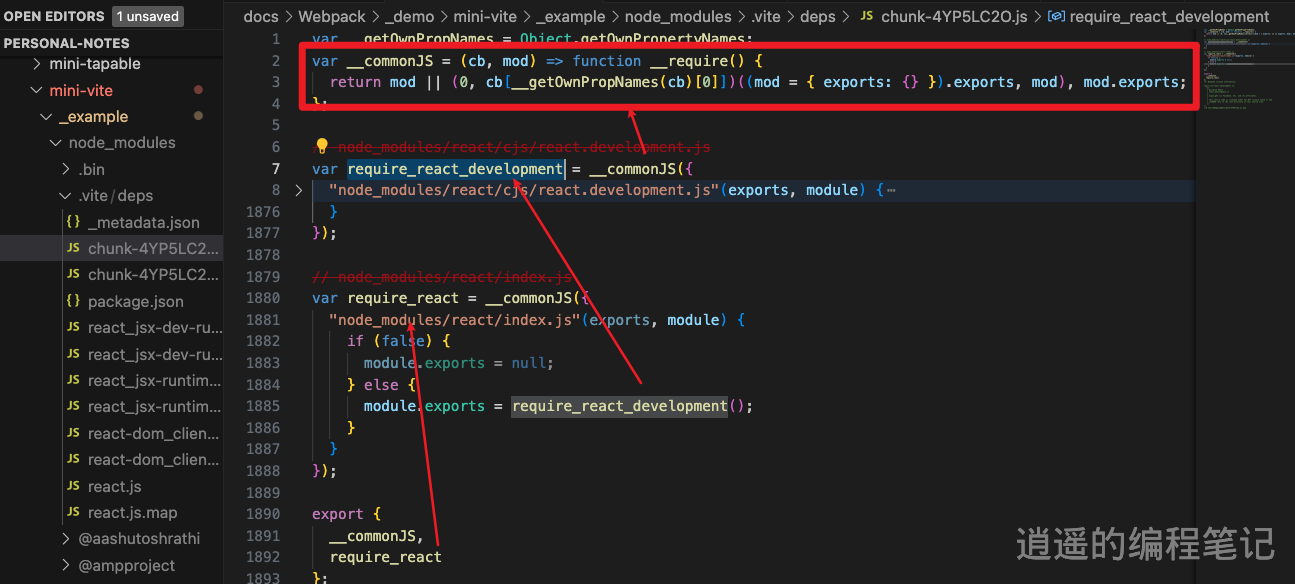 OPEN EDITORS 1 unsaved
PERSONAL-NOTES
mini-tapable
mini-vite
_example
node_modules
.bin
.vite/deps
{} _metadata.json
JS chunk-4YP5LC2...
JS chunk-4YP5LC2...
{} package.json
JS react_jsx-dev-ru...
JS react_jsx-dev-ru...
JS react_jsx-runtim...
JS react_jsx-runtim...
JS react-dom_clien...
JS react-dom_clien...
JS react.js
JS react.js.map
@aashutoshrathi
@ampproject
docs > Webpack > _demo > mini-vite > _example > node_modules > .vite > deps > JS chunk-4YP5LC2O.js > require_react_development
1 var __getOwnPropNames = Object.getOwnPropertyNames;
2 var __commonJS = (cb, mod) => function __require() {
3 return mod || (0, cb[__getOwnPropNames(cb)[0]])((mod = { exports: {} }).exports, mod), mod.exports;
4 };
5
6 // node_modules/react/cjs/react.development.js
7 var require_react_development = __commonJS({
8 "node_modules/react/cjs/react.development.js"(exports, module) {⋯
1876 }
1877 });
1878
1879 // node_modules/react/index.js
1880 var require_react = __commonJS({
1881 "node_modules/react/index.js"(exports, module) {
1882 if (false) {
1883 module.exports = null;
1884 } else {
1885 module.exports = require_react_development();
1886 }
1887 }
1888 });
1889
1890 export {
1891 __commonJS,
1892 require_react
1893 };
逍遥的编程笔记